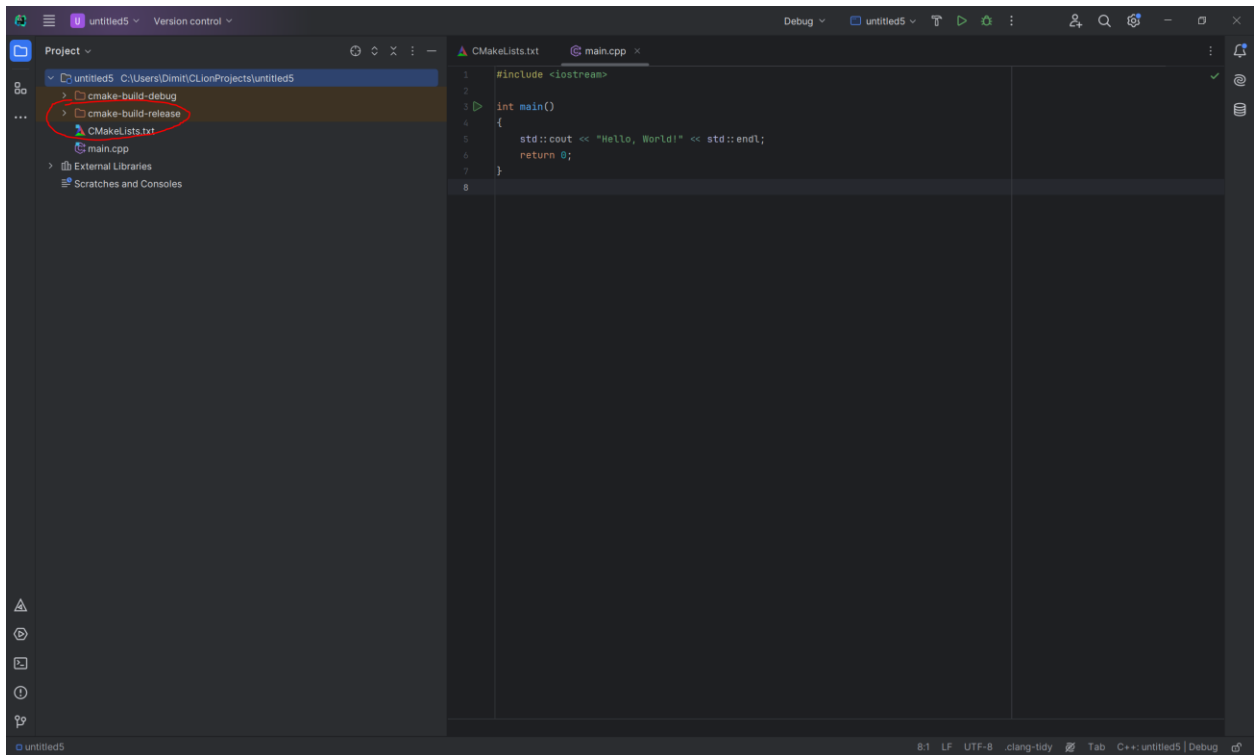 U untitled5 Version control Debug untitled5
Project
CMakeLists.txt main.cpp
untitled5 C:\Users\Dimit\CLionProjects\untitled5
cmake-build-debug
cmake-build-release
CMakeLists.txt
main.cpp
External Libraries
Scratches and Consoles
1 #include <iostream>
2
3 int main()
4 {
5 std::cout << "Hello, World!" << std::endl;
6 return 0;
7 }
8
untitled5 8:1 LF UTF-8 .clang-tidy Tab C++: untitled5 | Debug